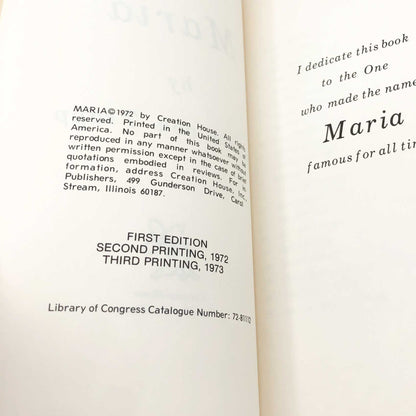 MARIA©1972 by Creation House. All rights
reserved. Printed in the United States of
America. No part of this book may be
reproduced in any manner whatsoever without
written permission except in the case of brief
quotations embodied in reviews. For in-
formation, address Creation House, Inc.,
Publishers, 499 Gunderson Drive, Carol
Stream, Illinois 60187.
FIRST EDITION
SECOND PRINTING, 1972
THIRD PRINTING, 1973
Library of Congress Catalogue Number:
I dedicate this book
to the One
who made the name
Maria
famous for all tim